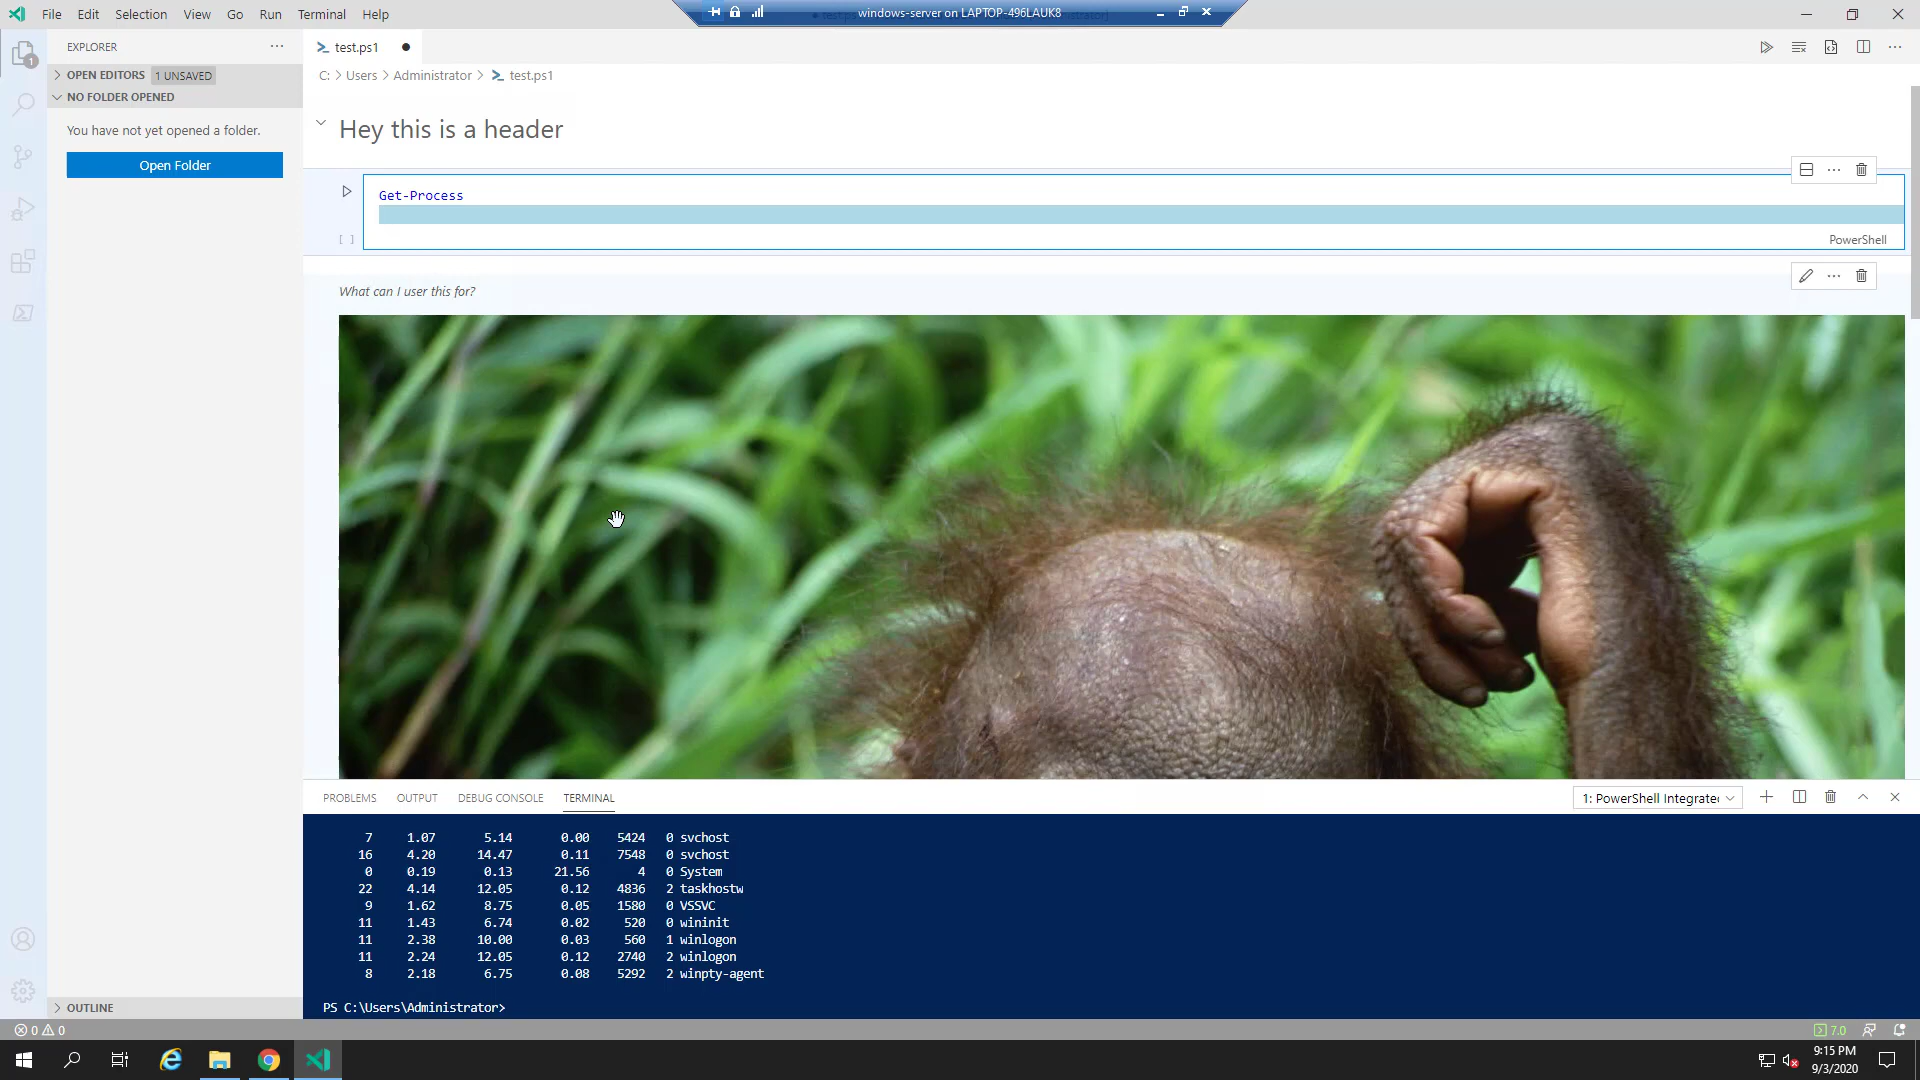 File Edit Selection View Go Run Terminal Help
windows-server on LAPTOP-496LAUK8
EXPLORER
1
OPEN EDITORS 1 UNSAVED
NO FOLDER OPENED
You have not yet opened a folder.
Open Folder
OUTLINE
test.ps1
C: > Users > Administrator > test.ps1
Hey this is a header
Get-Process
[ ]
PowerShell
What can I user this for?
PROBLEMS OUTPUT DEBUG CONSOLE TERMINAL
1: PowerShell Integrate
7 1.07 5.14 0.00 5424 0 svchost
16 4.20 14.47 0.11 7548 0 svchost
0 0.19 0.13 21.56 4 0 System
22 4.14 12.05 0.12 4836 2 taskhostw
9 1.62 8.75 0.05 1580 0 VSSVC
11 1.43 6.74 0.02 520 0 wininit
11 2.38 10.00 0.03 560 1 winlogon
11 2.24 12.05 0.12 2740 2 winlogon
8 2.18 6.75 0.08 5292 2 winpty-agent
PS C:\Users\Administrator>
0 0
7.0
9:15 PM
9/3/2020